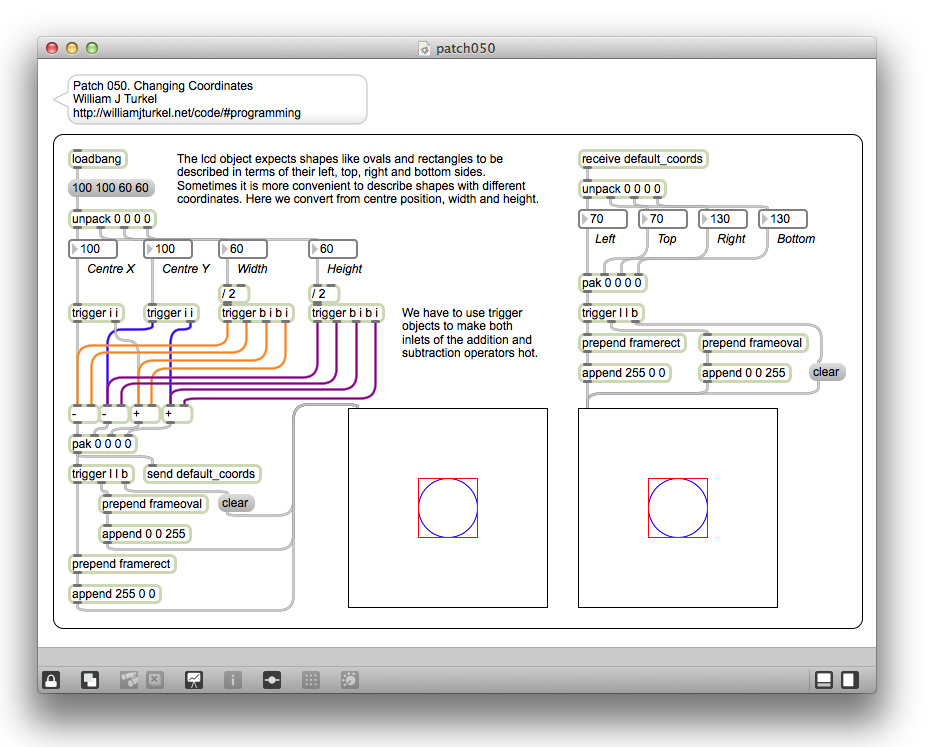 patch050
Patch 050. Changing Coordinates
William J Turkel
http://williamjturkel.net/code/#programming
loadbang
100 100 60 60
unpack 0 0 0 0
100
100
60
60
Centre X
Centre Y
Width
Height
/ 2
/ 2
trigger i i
trigger i i
trigger b i b i
trigger b i b i
The lcd object expects shapes like ovals and rectangles to be
described in terms of their left, top, right and bottom sides.
Sometimes it is more convenient to describe shapes with different
coordinates. Here we convert from centre position, width and height.
We have to use trigger
objects to make both
inlets of the addition and
subtraction operators hot.
-
-
+
+
pak 0 0 0 0
trigger l l b
send default_coords
prepend frameoval
clear
append 0 0 255
prepend framerect
append 255 0 0
receive default_coords
unpack 0 0 0 0
70
70
130
130
Left
Top
Right
Bottom
pak 0 0 0 0
trigger l l b
prepend framerect
prepend frameoval
append 255 0 0
append 0 0 255
clear